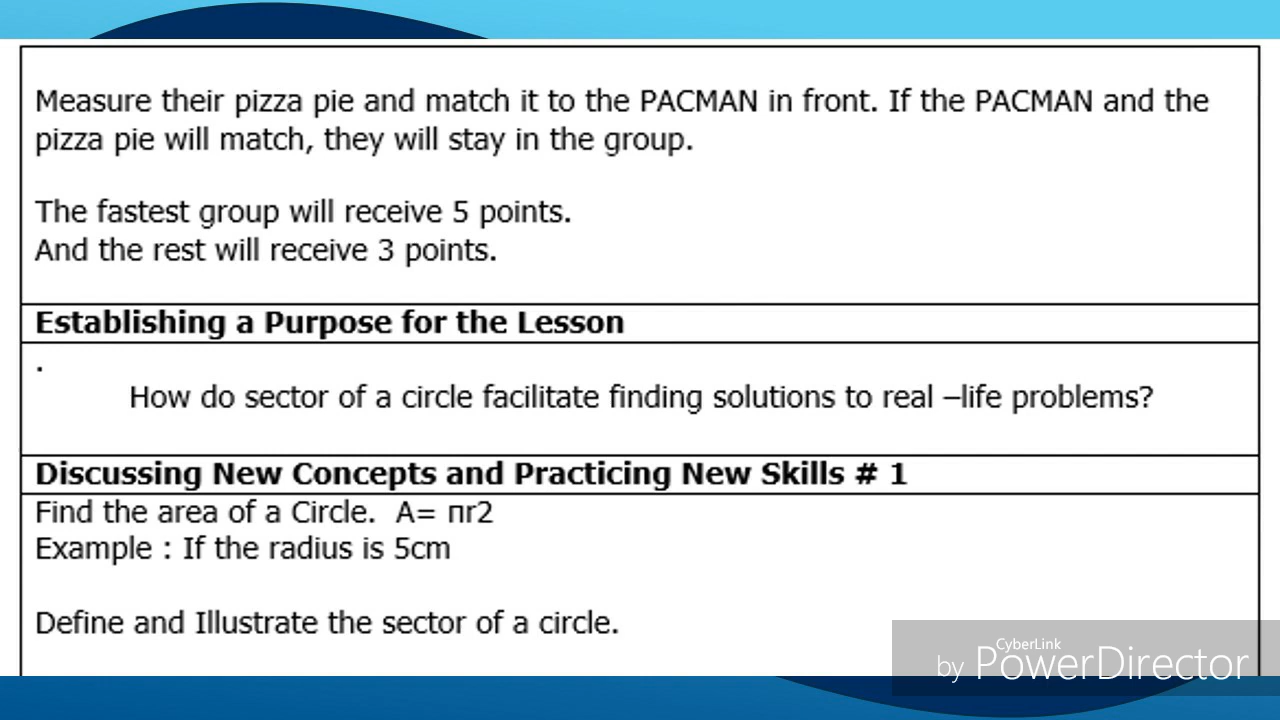 Measure their pizza pie and match it to the PACMAN in front. If the PACMAN and the
pizza pie will match, they will stay in the group.
The fastest group will receive 5 points.
And the rest will receive 3 points.
Establishing a Purpose for the Lesson
.
How do sector of a circle facilitate finding solutions to real –life problems?
Discussing New Concepts and Practicing New Skills # 1
Find the area of a Circle.  A= πr2
Example : If the radius is 5cm
Define and Illustrate the sector of a circle.
CyberLink
by PowerDirector